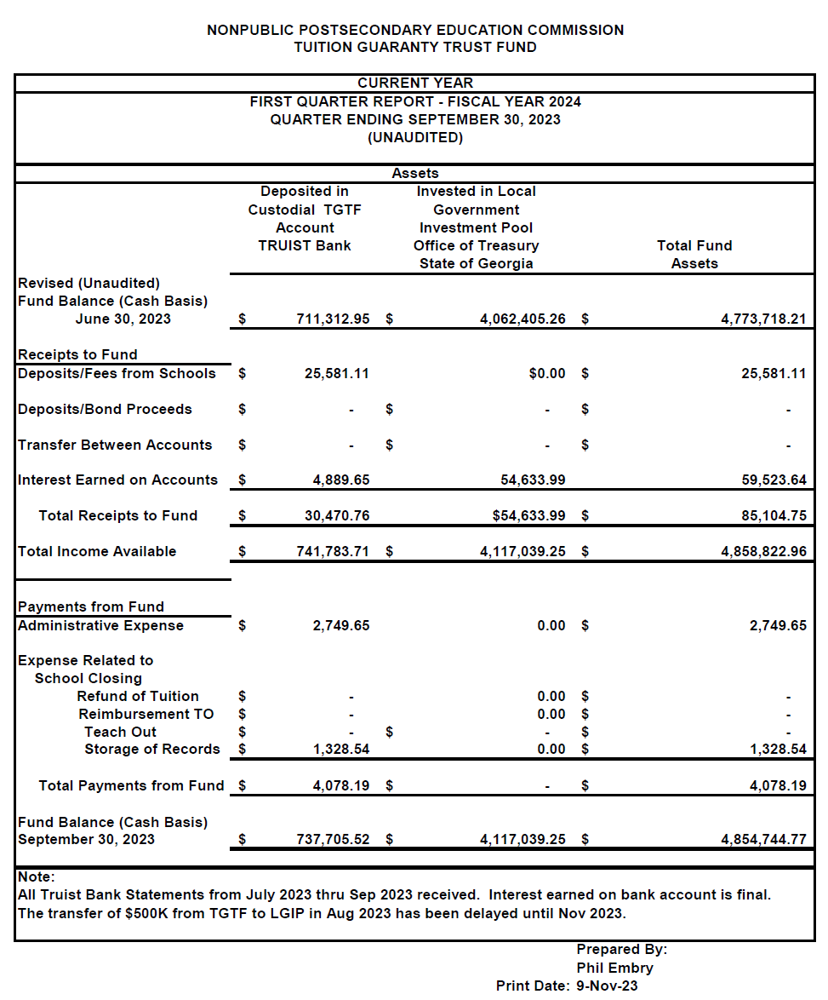 NONPUBLIC POSTSECONDARY EDUCATION COMMISSION
TUITION GUARANTY TRUST FUND
CURRENT YEAR
FIRST QUARTER REPORT - FISCAL YEAR 2024
QUARTER ENDING SEPTEMBER 30, 2023
(UNAUDITED)
Assets
Deposited in Invested in Local
Custodial TGTF Government
Account Investment Pool
TRUIST Bank Office of Treasury Total Fund
State of Georgia Assets
Revised (Unaudited)
Fund Balance (Cash Basis)
June 30, 2023 $ 711,312.95 $ 4,062,405.26 $ 4,773,718.21
Receipts to Fund
Deposits/Fees from Schools $ 25,581.11 $0.00 $ 25,581.11
Deposits/Bond Proceeds $ - $ - $ -
Transfer Between Accounts $ - $ - $ -
Interest Earned on Accounts $ 4,889.65 54,633.99 59,523.64
Total Receipts to Fund $ 30,470.76 $54,633.99 $ 85,104.75
Total Income Available $ 741,783.71 $ 4,117,039.25 $ 4,858,822.96
Payments from Fund
Administrative Expense $ 2,749.65 0.00 $ 2,749.65
Expense Related to
School Closing
Refund of Tuition $ - 0.00 $ -
Reimbursement TO $ - 0.00 $ -
Teach Out $ - $ - $ -
Storage of Records $ 1,328.54 0.00 $ 1,328.54
Total Payments from Fund $ 4,078.19 $ - $ 4,078.19
Fund Balance (Cash Basis)
September 30, 2023 $ 737,705.52 $ 4,117,039.25 $ 4,854,744.77
Note:
All Truist Bank Statements from July 2023 thru Sep 2023 received. Interest earned on bank account is final.
The transfer of $500K from TGTF to LGIP in Aug 2023 has been delayed until Nov 2023.
Prepared By:
Phil Embry
Print Date: 9-Nov-23